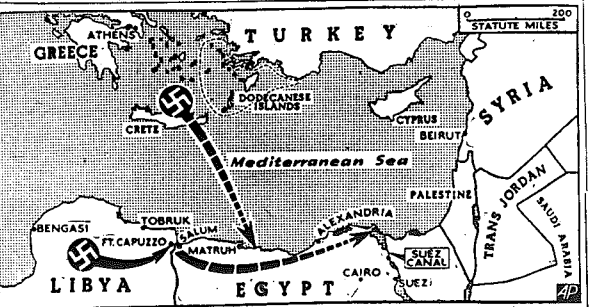 0 200
STATUTE MILES
ATHENS
GREECE
TURKEY
SYRIA
DODECANESE
ISLANDS
CRETE
CYPRUS
BEIRUT
Mediterranean Sea
PALESTINE
TRANS JORDAN
SAUDI ARABIA
BENGASI
TOBRUK
FT. CAPUZZO
SALUM
MATRUH
ALEXANDRIA
SUEZ
CANAL
CAIRO
SUEZ
LIBYA
EGYPT
AP